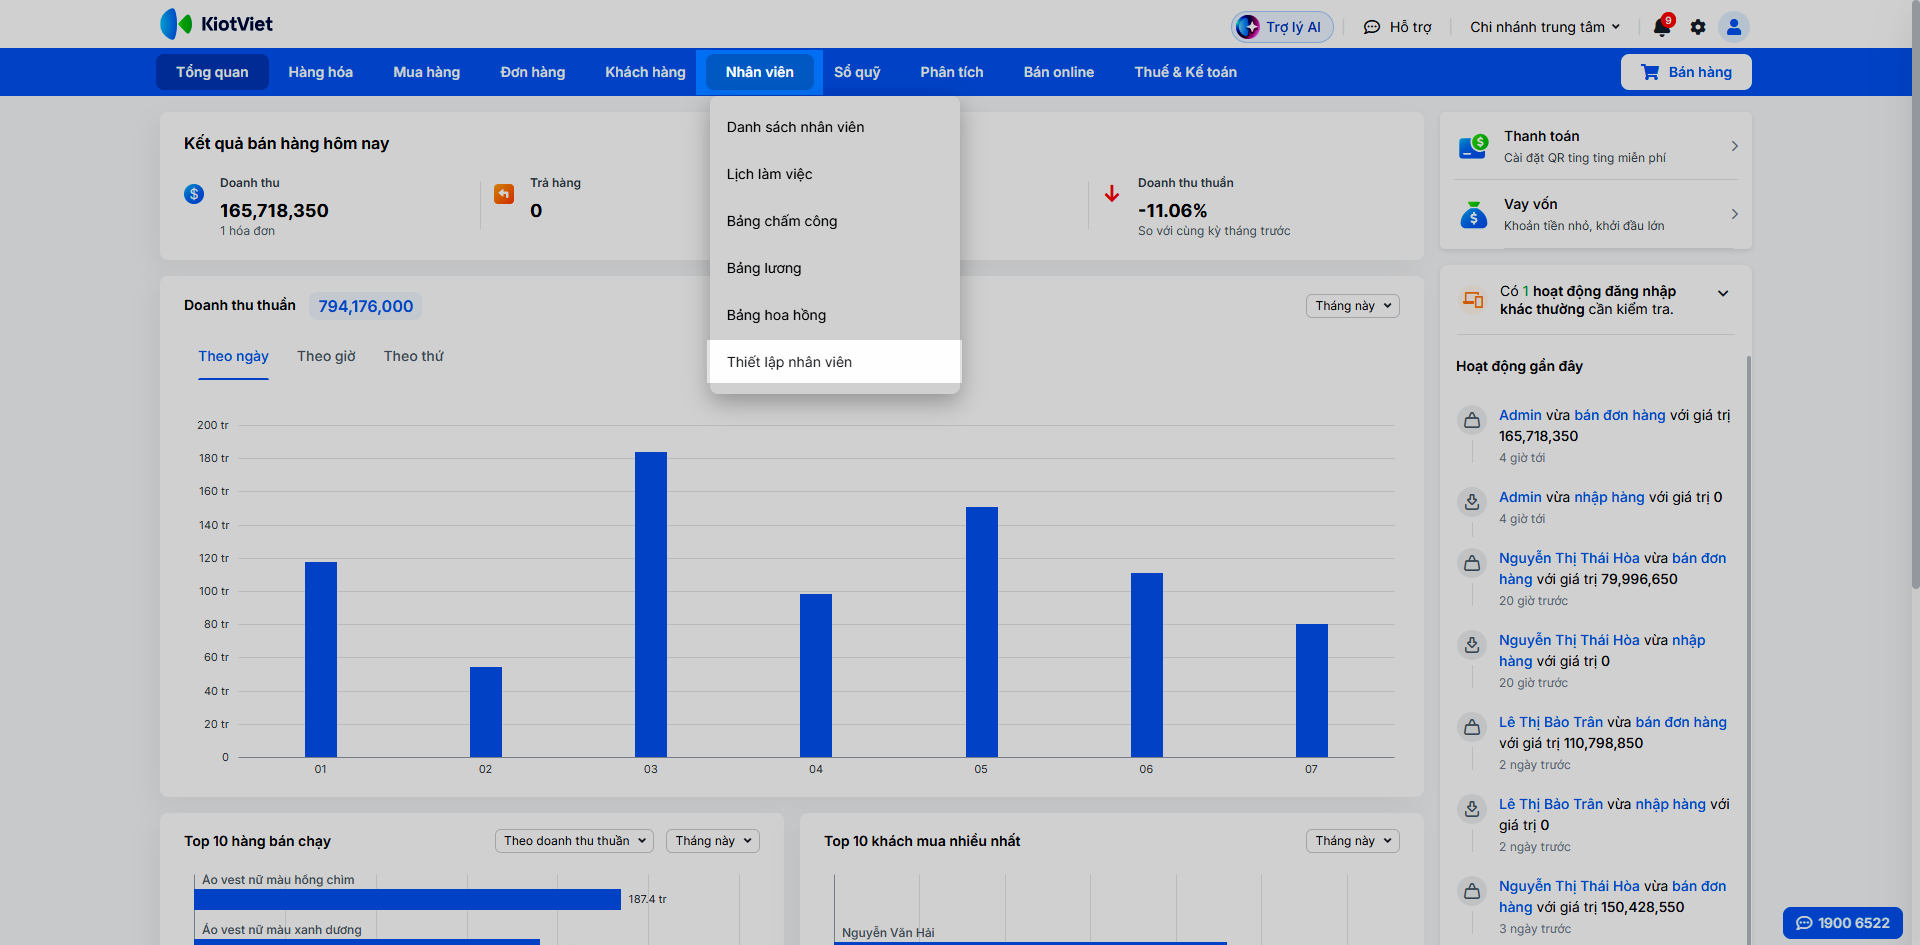 KiotViet
Trợ lý AI
Hỗ trợ
Chi nhánh trung tâm
9
Tổng quan
Hàng hóa
Mua hàng
Đơn hàng
Khách hàng
Nhân viên
Sổ quỹ
Phân tích
Bán online
Thuế & Kế toán
Bán hàng
Danh sách nhân viên
Lịch làm việc
Bảng chấm công
Bảng lương
Bảng hoa hồng
Thiết lập nhân viên
Kết quả bán hàng hôm nay
Doanh thu
165,718,350
1 hóa đơn
Trả hàng
0
Doanh thu thuần
-11.06%
So với cùng kỳ tháng trước
Thanh toán
Cài đặt QR ting ting miễn phí
Vay vốn
Khoản tiền nhỏ, khởi đầu lớn
Doanh thu thuần
794,176,000
Tháng này
Theo ngày
Theo giờ
Theo thứ
200 tr
180 tr
160 tr
140 tr
120 tr
100 tr
80 tr
60 tr
40 tr
20 tr
0
01
02
03
04
05
06
07
Có 1 hoạt động đăng nhập
khác thường cần kiểm tra.
Hoạt động gần đây
Admin vừa bán đơn hàng với giá trị
165,718,350
4 giờ tới
Admin vừa nhập hàng với giá trị 0
4 giờ tới
Nguyễn Thị Thái Hòa vừa bán đơn
hàng với giá trị 79,996,650
20 giờ trước
Nguyễn Thị Thái Hòa vừa nhập
hàng với giá trị 0
20 giờ trước
Lê Thị Bảo Trân vừa bán đơn hàng
với giá trị 110,798,850
2 ngày trước
Lê Thị Bảo Trân vừa nhập hàng với
giá trị 0
2 ngày trước
Nguyễn Thị Thái Hòa vừa bán đơn
hàng với giá trị 150,428,550
3 ngày trước
Top 10 hàng bán chạy
Theo doanh thu thuần
Tháng này
Áo vest nữ màu hồng chìm
187.4 tr
Áo vest nữ màu xanh dương
Top 10 khách mua nhiều nhất
Tháng này
Nguyễn Văn Hải
1900 6522